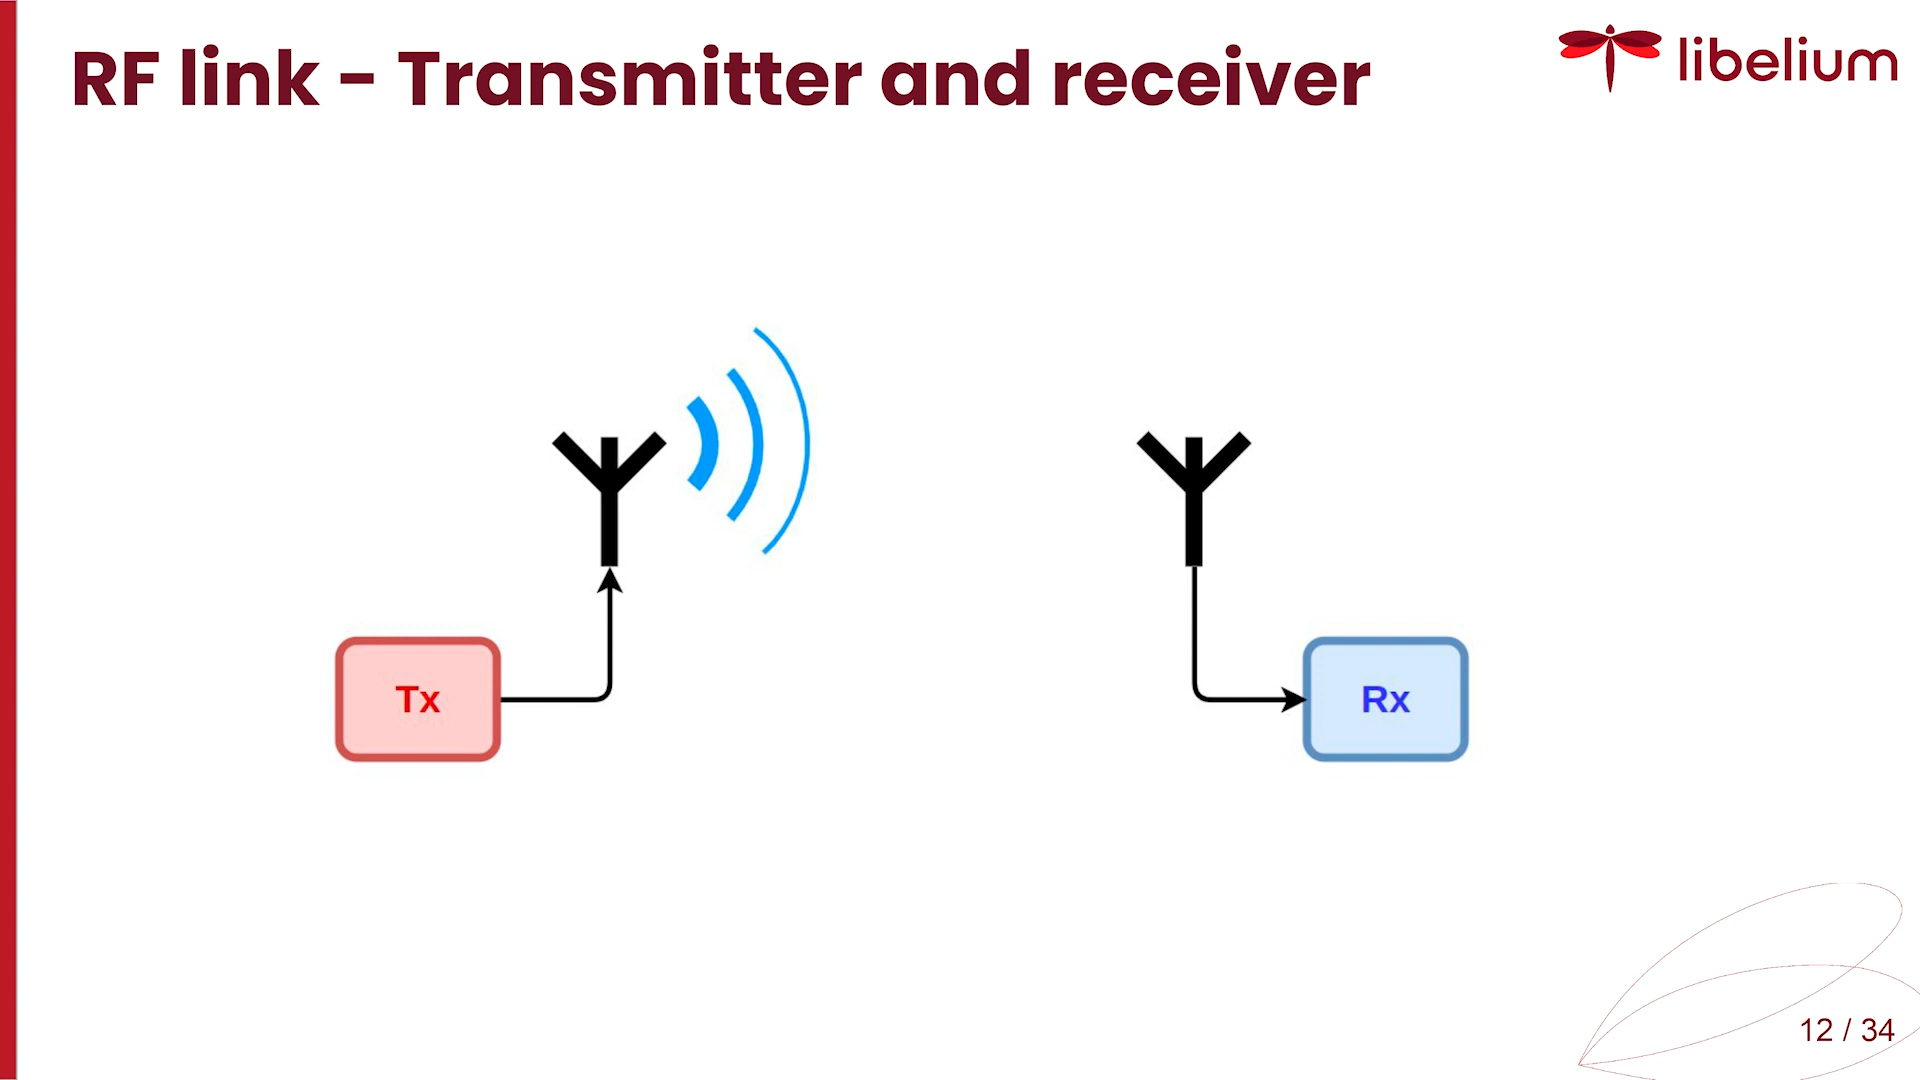 RF link - Transmitter and receiver
libelium
Tx
Rx
12 / 34